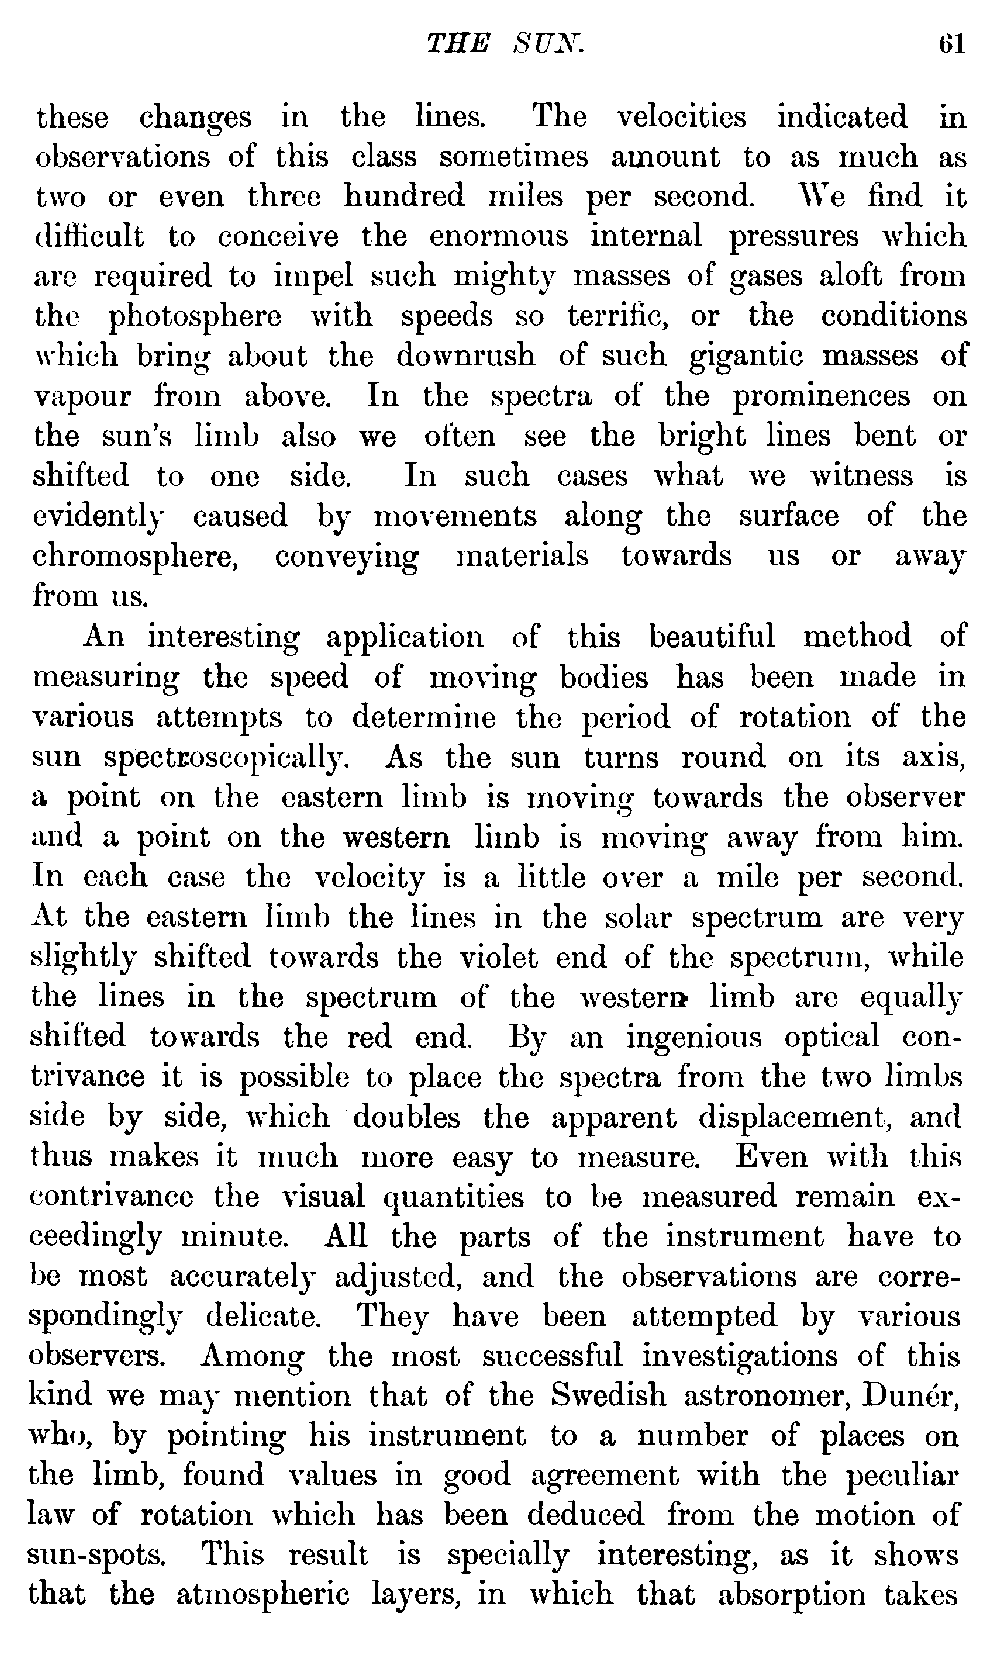 THE SUN. 61
these changes in the lines. The velocities indicated in
observations of this class sometimes amount to as much as
two or even three hundred miles per second. We find it
difficult to conceive the enormous internal pressures which
are required to impel such mighty masses of gases aloft from
the photosphere with speeds so terrific, or the conditions
which bring about the downrush of such gigantic masses of
vapour from above. In the spectra of the prominences on
the sun's limb also we often see the bright lines bent or
shifted to one side. In such cases what we witness is
evidently caused by movements along the surface of the
chromosphere, conveying materials towards us or away
from us.
An interesting application of this beautiful method of
measuring the speed of moving bodies has been made in
various attempts to determine the period of rotation of the
sun spectroscopically. As the sun turns round on its axis,
a point on the eastern limb is moving towards the observer
and a point on the western limb is moving away from him.
In each case the velocity is a little over a mile per second.
At the eastern limb the lines in the solar spectrum are very
slightly shifted towards the violet end of the spectrum, while
the lines in the spectrum of the western limb are equally
shifted towards the red end. By an ingenious optical con-
trivance it is possible to place the spectra from the two limbs
side by side, which doubles the apparent displacement, and
thus makes it much more easy to measure. Even with this
contrivance the visual quantities to be measured remain ex-
ceedingly minute. All the parts of the instrument have to
be most accurately adjusted, and the observations are corre-
spondingly delicate. They have been attempted by various
observers. Among the most successful investigations of this
kind we may mention that of the Swedish astronomer, Dunér,
who, by pointing his instrument to a number of places on
the limb, found values in good agreement with the peculiar
law of rotation which has been deduced from the motion of
sun-spots. This result is specially interesting, as it shows
that the atmospheric layers, in which that absorption takes